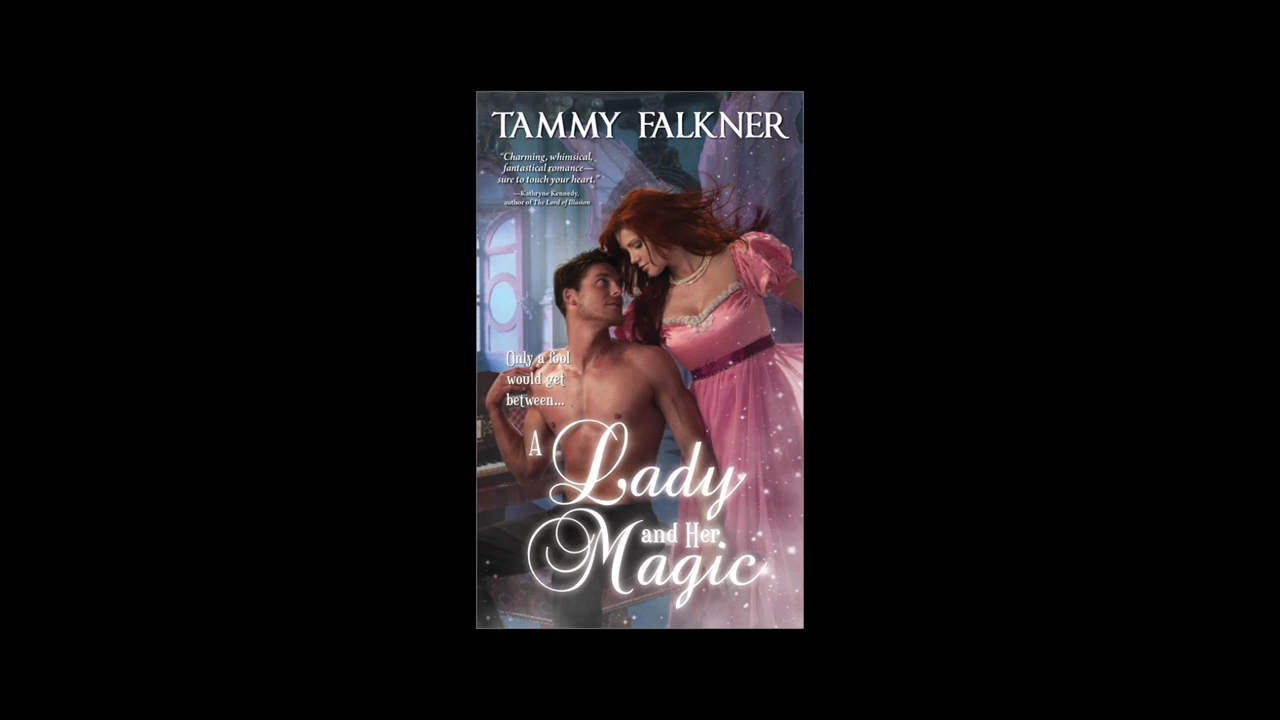 TAMMY FALKNER
"Charming, whimsical,
fantastical romance—
sure to touch your heart."
—Kathryne Kennedy,
author of The Lord of Illusion
Only a fool
would get
between...
A Lady
and Her
Magic